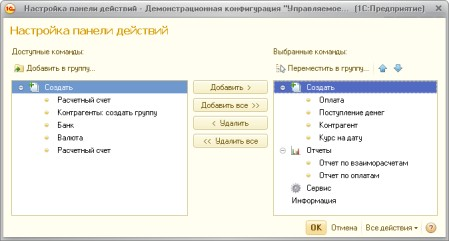 Настройка панели действий - Демонстрационная конфигурация "Управляемое... (1С:Предприятие)
Настройка панели действий
Доступные команды:
Добавить в группу...
Создать
Расчетный счет
Контрагенты: создать группу
Банк
Валюта
Расчетный счет
Добавить >
Добавить все >>
< Удалить
<< Удалить все
Выбранные команды:
Переместить в группу...
Создать
Оплата
Поступление денег
Контрагент
Курс на дату
Отчеты
Отчет по взаиморасчетам
Отчет по оплатам
Сервис
Информация
OK Отмена Все действия ?